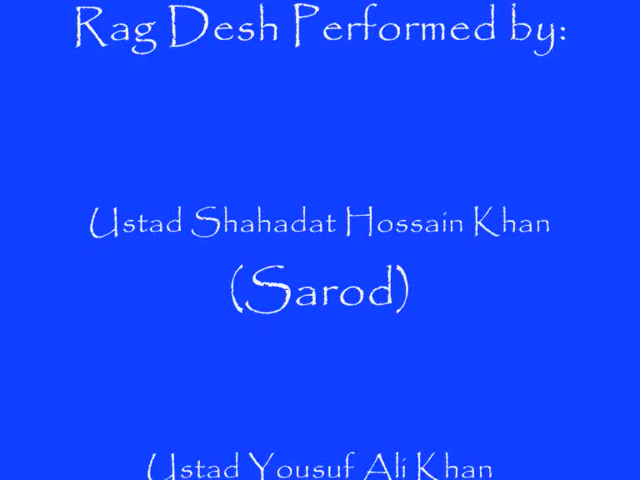 Rag Desh Performed by:
Ustad Shahadat Hossain Khan
(Sarod)
Ustad Yousuf Ali Khan